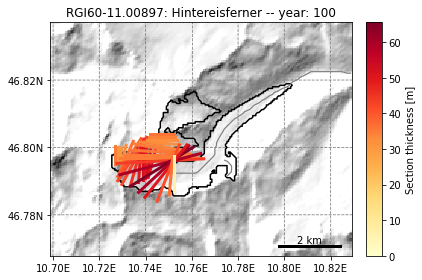 RGI60-11.00897: Hintereisferner -- year: 100
46.82N
46.80N
46.78N
10.70E 10.72E 10.74E 10.76E 10.78E 10.80E 10.82E
2 km
60
50
40
30
20
10
0
Section thickness [m]